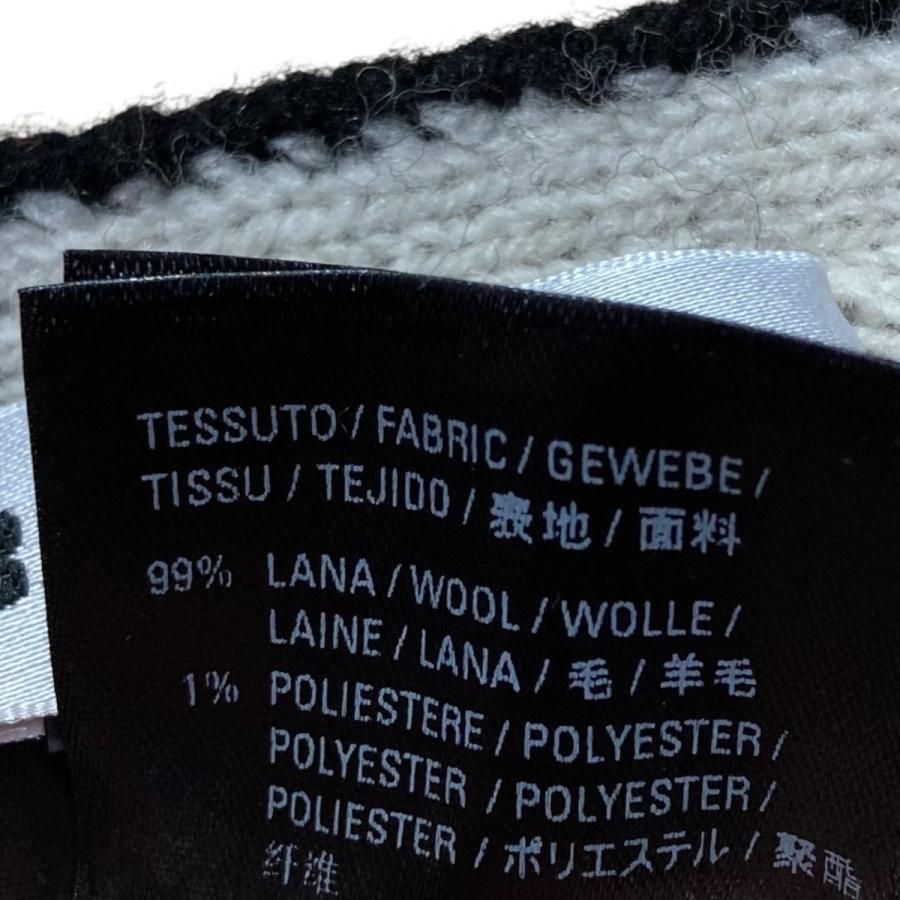 TESSUTO / FABRIC / GEWEBE /
TISSU / TEJIDO / 表地 / 面料
99% LANA / WOOL / WOLLE /
LAINE / LANA / 毛 / 羊毛
1% POLIESTERE / POLYESTER /
POLYESTER / POLYESTER /
POLIESTER / ポリエステル / 聚酯
纤维